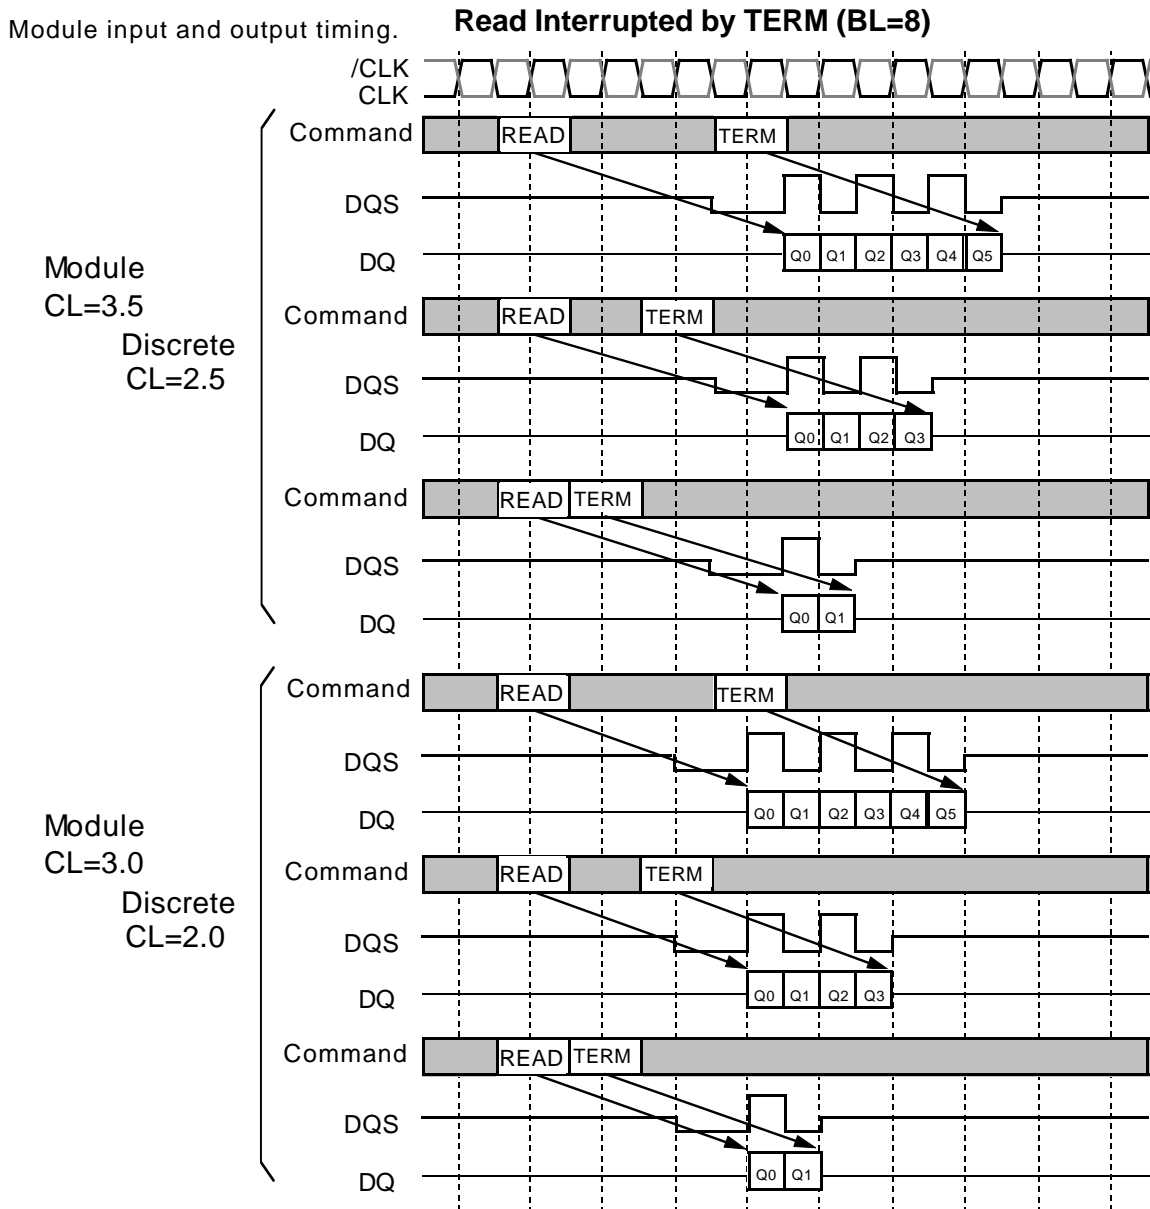 Module input and output timing.
Read Interrupted by TERM (BL=8)
/CLK
CLK
Command READ TERM
DQS
DQ Q0 Q1 Q2 Q3 Q4 Q5
Module
CL=3.5
Discrete
CL=2.5
Command READ TERM
DQS
DQ Q0 Q1 Q2 Q3
Command READ TERM
DQS
DQ Q0 Q1
Command READ TERM
DQS
DQ Q0 Q1 Q2 Q3 Q4 Q5
Module
CL=3.0
Discrete
CL=2.0
Command READ TERM
DQS
DQ Q0 Q1 Q2 Q3
Command READ TERM
DQS
DQ Q0 Q1